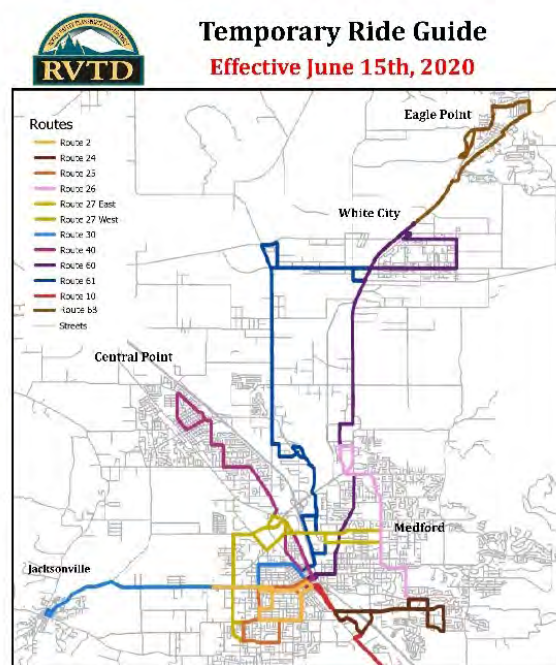 Temporary Ride Guide
RVTD
Effective June 15th, 2020
Eagle Point
Routes
Route 2
Route 24
Route 25
Route 26
Route 27 East
Route 27 West
Route 30
Route 40
Route 60
Route 61
Route 10
Route 63
Streets
White City
Central Point
Medford
Jacksonville